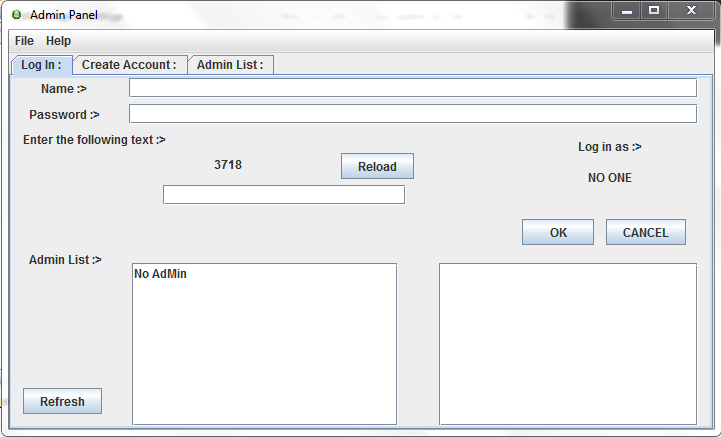 Admin Panel
File Help
Log In : Create Account : Admin List :
Name :>
Password :>
Enter the following text :>
Log in as :>
3718 Reload
NO ONE
OK CANCEL
Admin List :>
No AdMin
Refresh